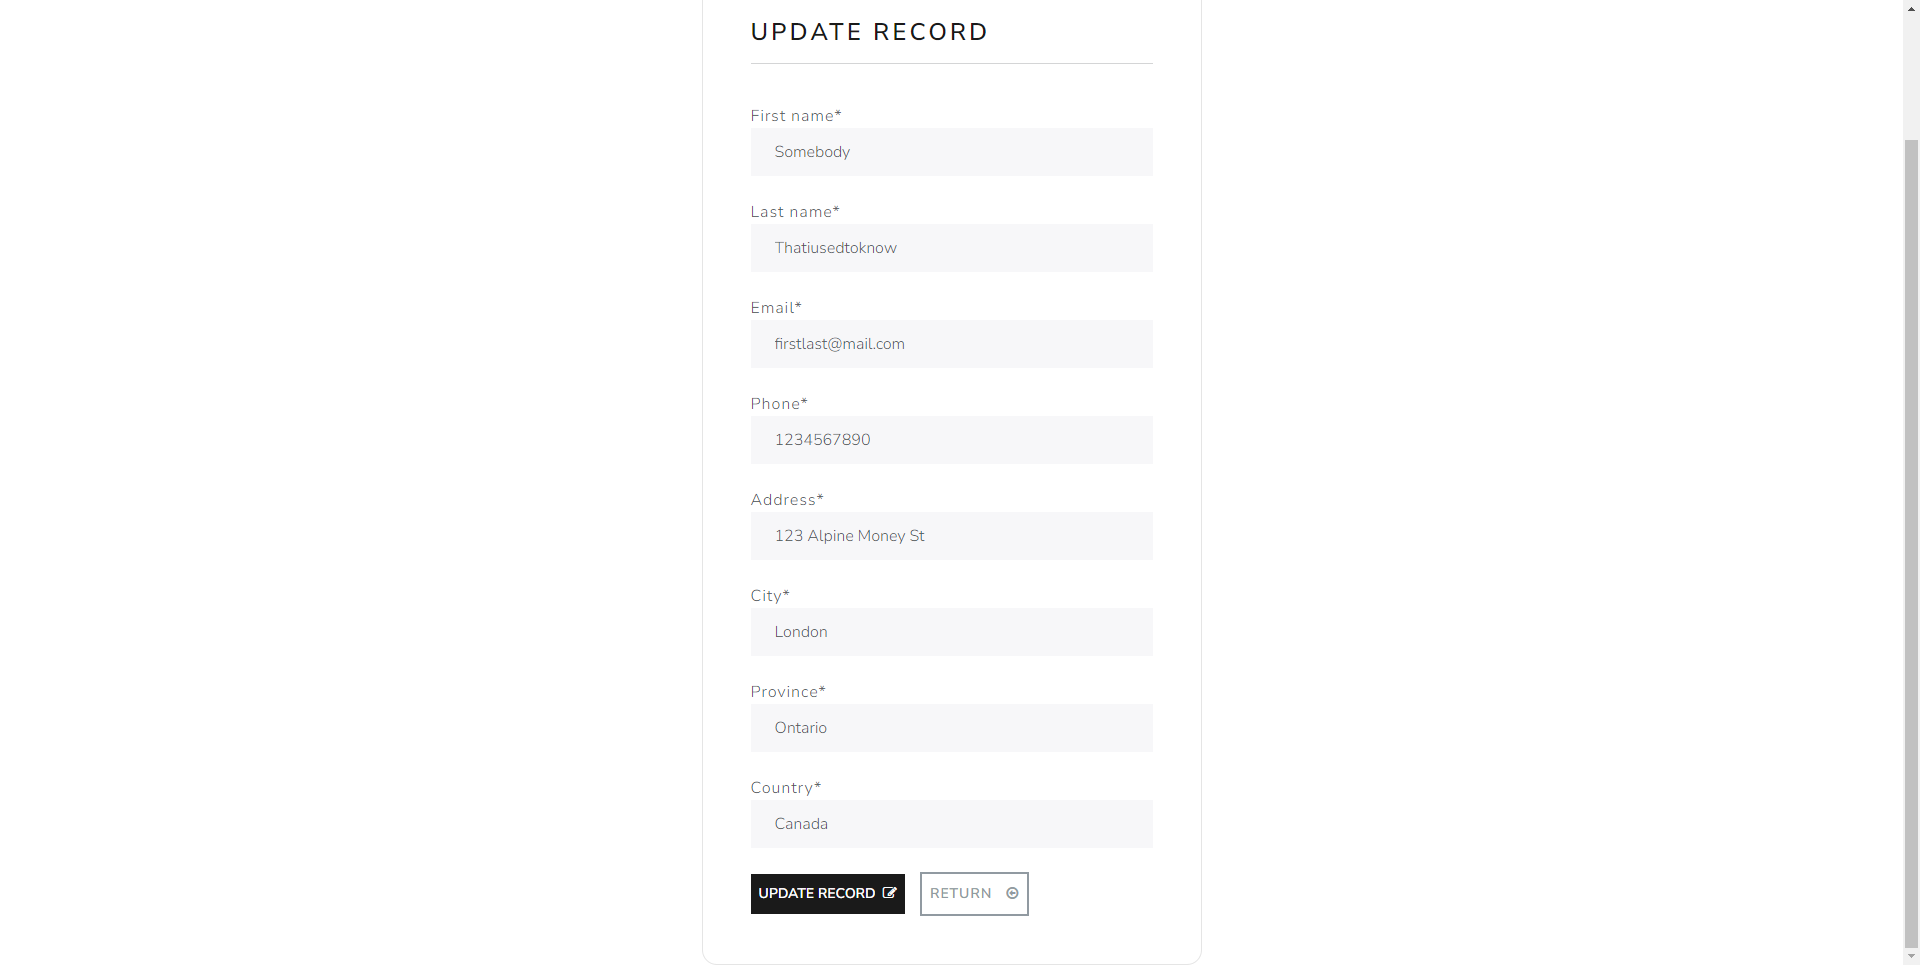 UPDATE RECORD
First name*
Somebody
Last name*
Thatiusedtoknow
Email*
firstlast@mail.com
Phone*
1234567890
Address*
123 Alpine Money St
City*
London
Province*
Ontario
Country*
Canada
UPDATE RECORD RETURN